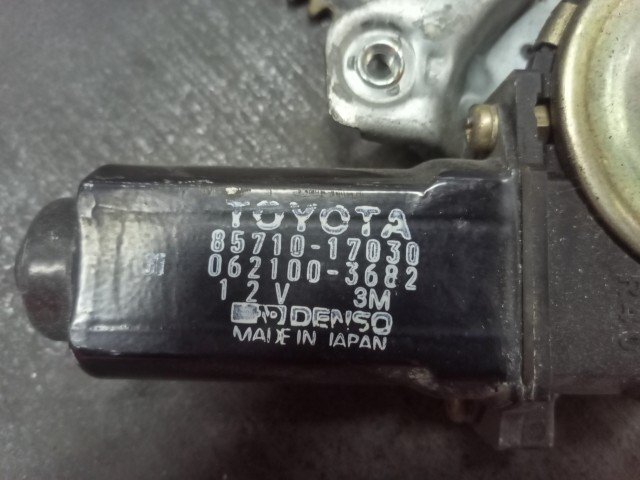 TOYOTA
85710-17030
062100-3682
12V 3M
DENSO
MADE IN JAPAN